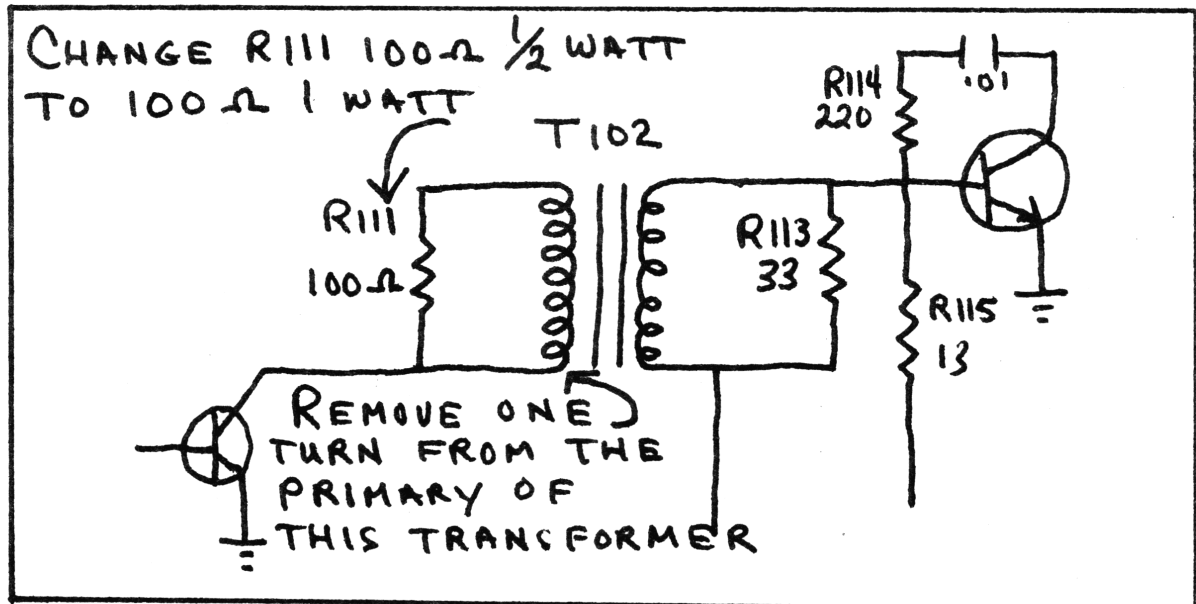 CHANGE R111 100Ω 1/2 WATT
TO 100Ω 1 WATT
T102
R114
220
.01
R111
100Ω
R113
33
R115
13
REMOVE ONE
TURN FROM THE
PRIMARY OF
THIS TRANSFORMER